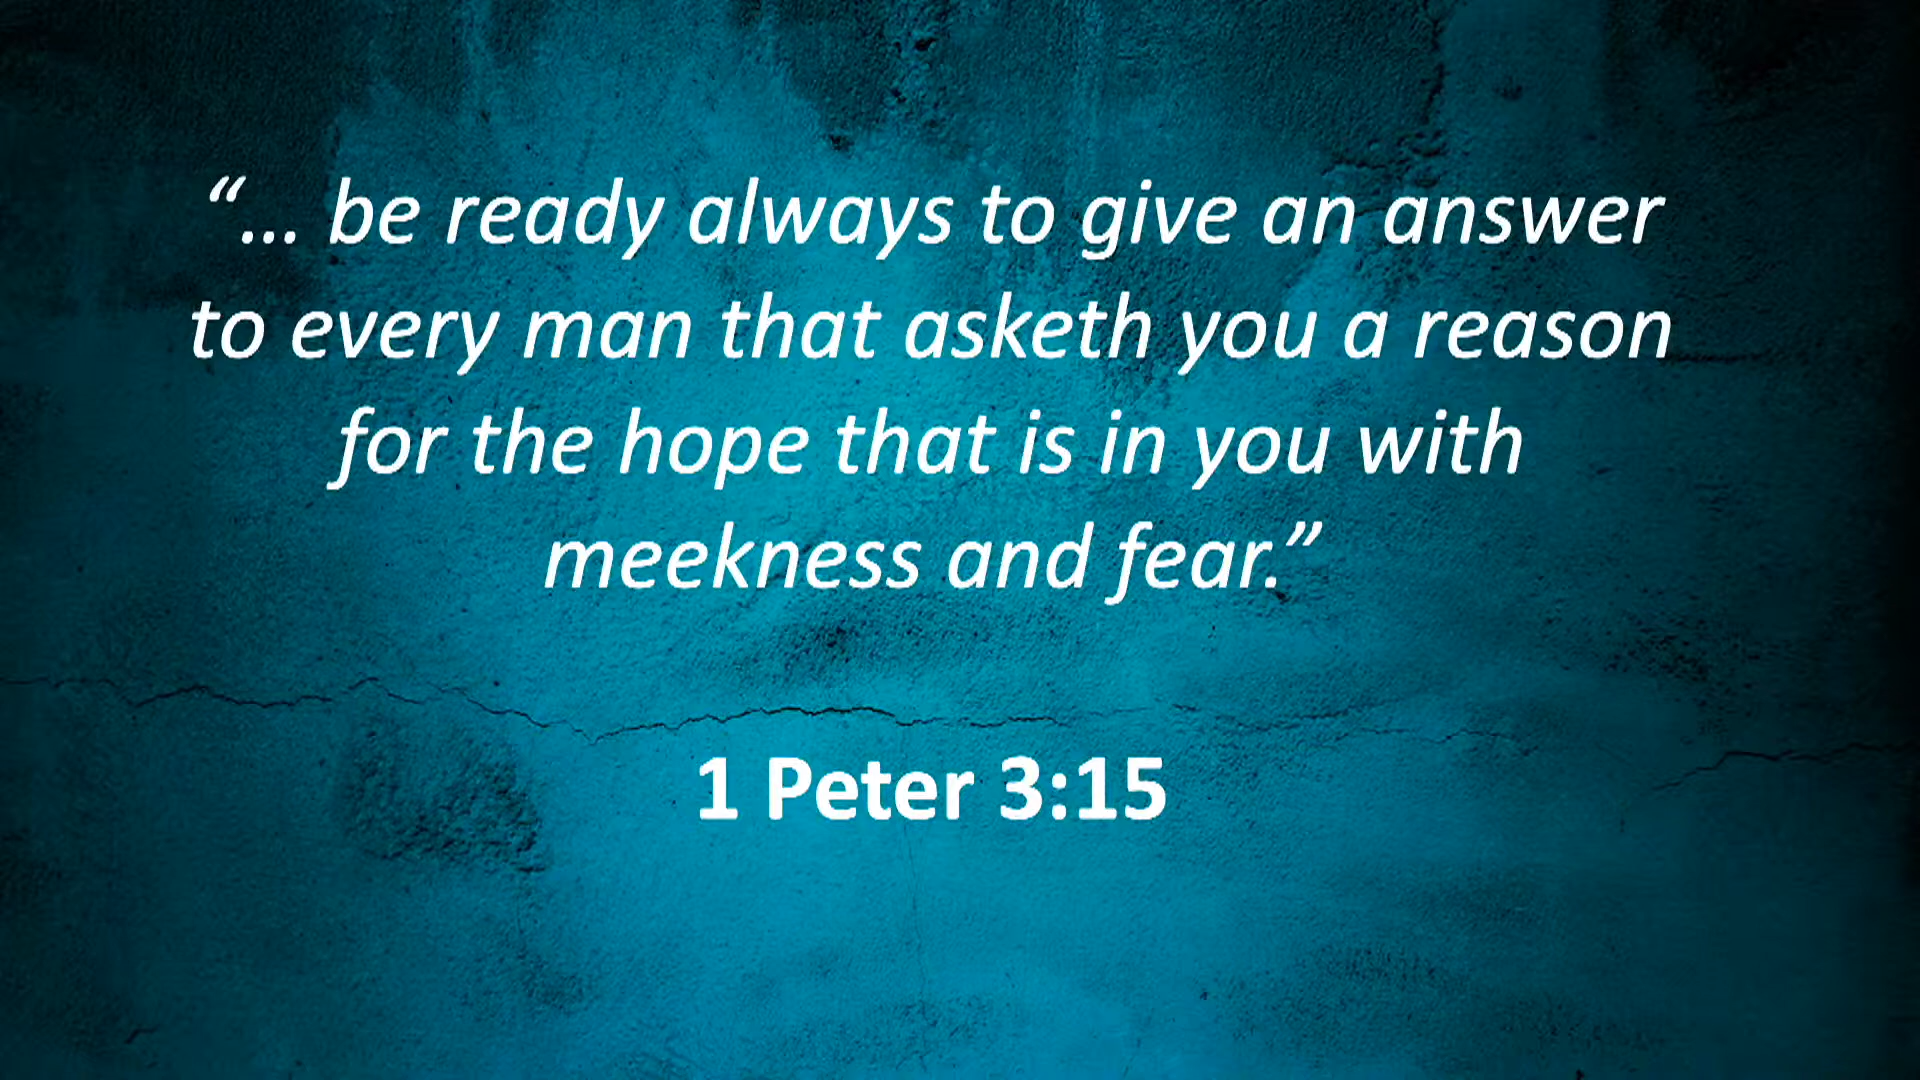 “... be ready always to give an answer
to every man that asketh you a reason
for the hope that is in you with
meekness and fear.”
1 Peter 3:15